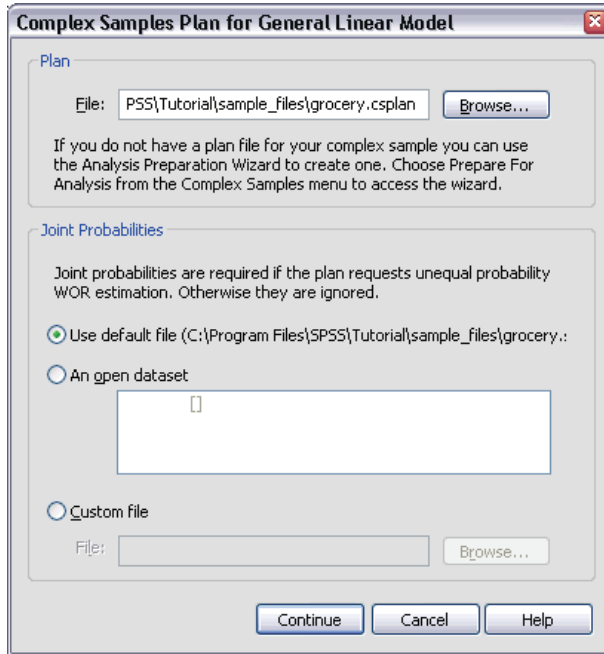 Complex Samples Plan for General Linear Model
Plan
File: PSS\Tutorial\sample_files\grocery.csplan Browse...
If you do not have a plan file for your complex sample you can use
the Analysis Preparation Wizard to create one. Choose Prepare For
Analysis from the Complex Samples menu to access the wizard.
Joint Probabilities
Joint probabilities are required if the plan requests unequal probability
WOR estimation. Otherwise they are ignored.
Use default file (C:\Program Files\SPSS\Tutorial\sample_files\grocery.:
An open dataset
[]
Custom file
File: Browse...
Continue Cancel Help